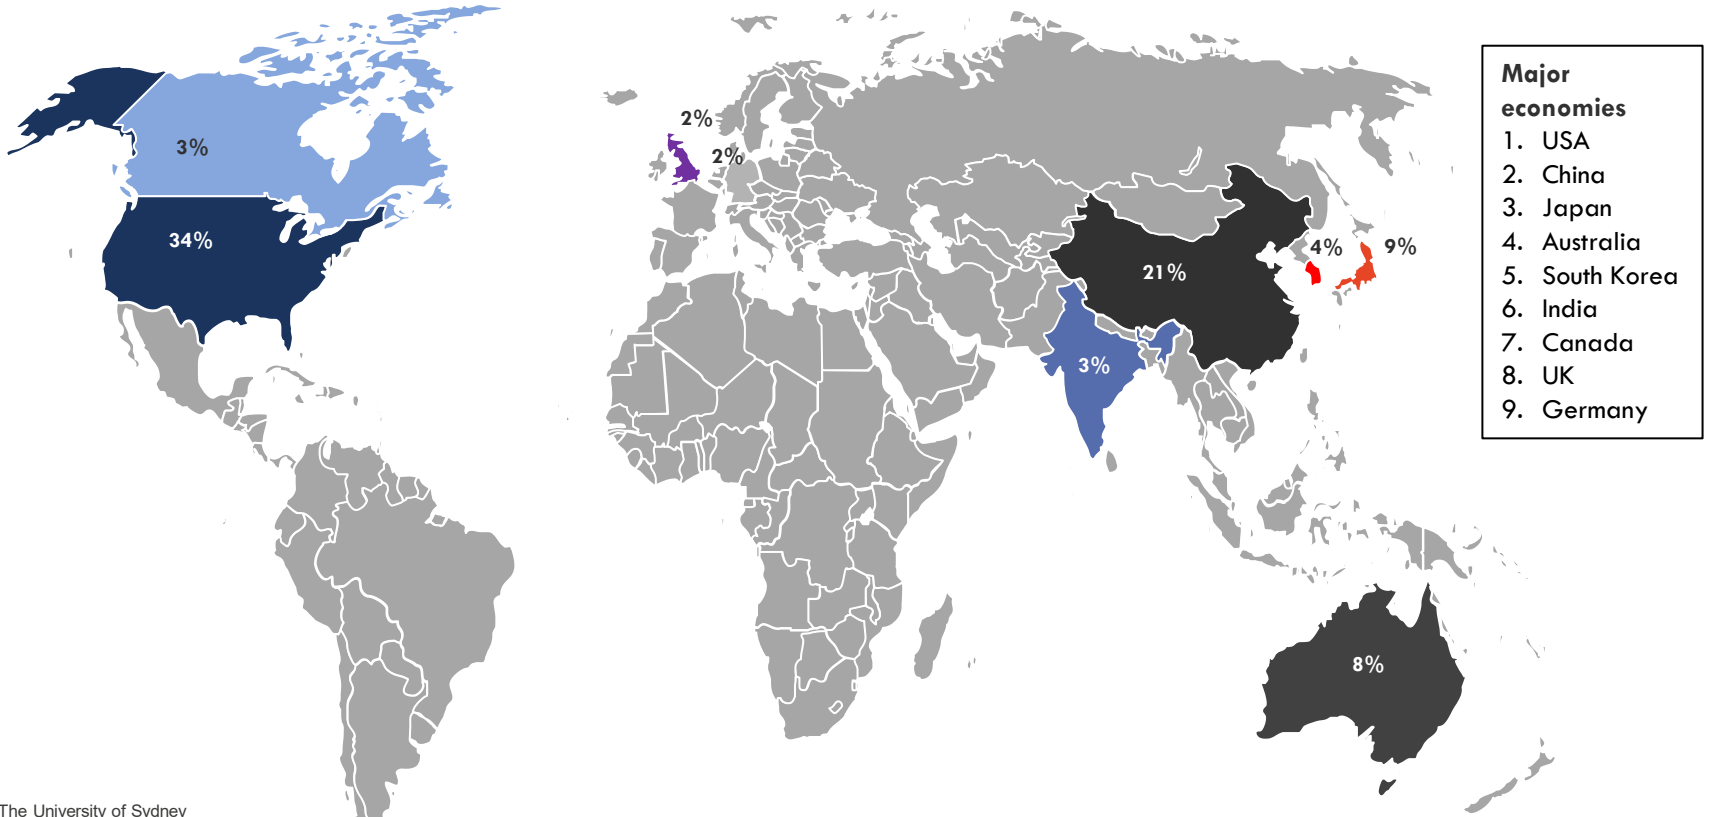 2%
2%
3%
34%
4%
9%
21%
3%
8%
Major
economies
1. USA
2. China
3. Japan
4. Australia
5. South Korea
6. India
7. Canada
8. UK
9. Germany
The University of Sydney